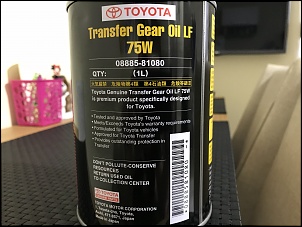 TOYOTA
Transfer Gear Oil LF
75W
08885-81080
QTY: (1L)
Toyota Genuine Transfer Gear Oil LF 75W
is premium product specifically designed
for Toyota.
• Tested and approved by Toyota
• Meets/Exceeds Toyota's warranty requirements
• Formulated for Toyota vehicles
• Approved for Toyota Transfer
• Provides outstanding protection in
Transfer
DON'T POLLUTE-CONSERVE
RESOURCES
RETURN USED OIL
TO COLLECTION CENTER
TOYOTA MOTOR CORPORATION